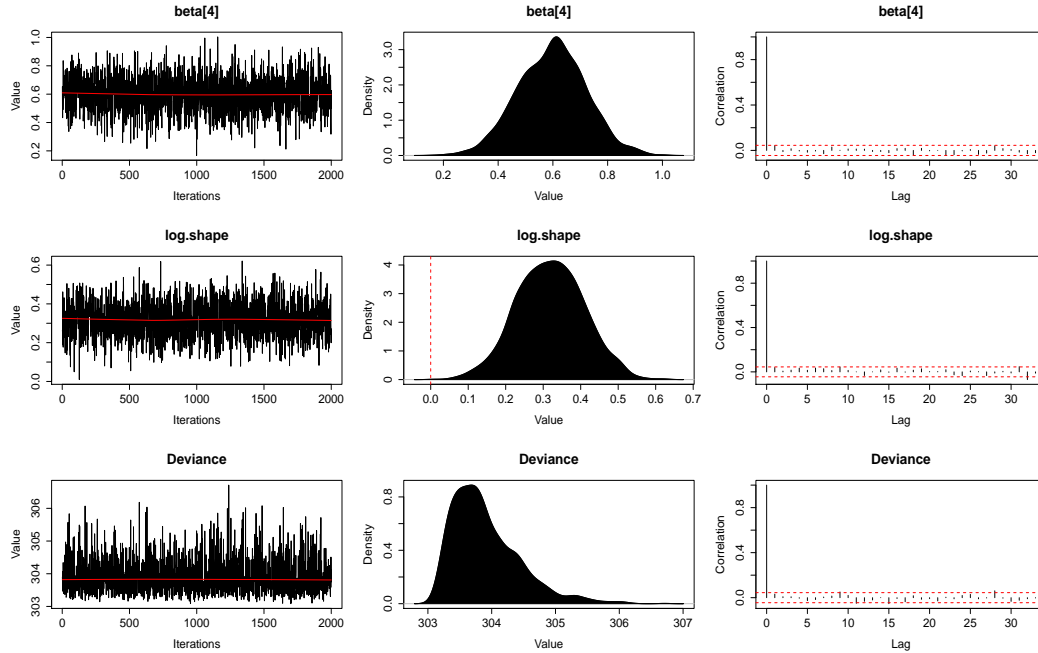 beta[4]
Value
0.2 0.4 0.6 0.8 1.0
0 500 1000 1500 2000
Iterations
beta[4]
Density
0.0 1.0 2.0 3.0
0.2 0.4 0.6 0.8 1.0
Value
beta[4]
Correlation
0.0 0.4 0.8
0 5 10 15 20 25 30
Lag
log.shape
Value
0.0 0.2 0.4 0.6
0 500 1000 1500 2000
Iterations
log.shape
Density
0 1 2 3 4
0.0 0.1 0.2 0.3 0.4 0.5 0.6 0.7
Value
log.shape
Correlation
0.0 0.4 0.8
0 5 10 15 20 25 30
Lag
Deviance
Value
303 304 305 306
0 500 1000 1500 2000
Iterations
Deviance
Density
0.0 0.4 0.8
303 304 305 306 307
Value
Deviance
Correlation
0.0 0.4 0.8
0 5 10 15 20 25 30
Lag